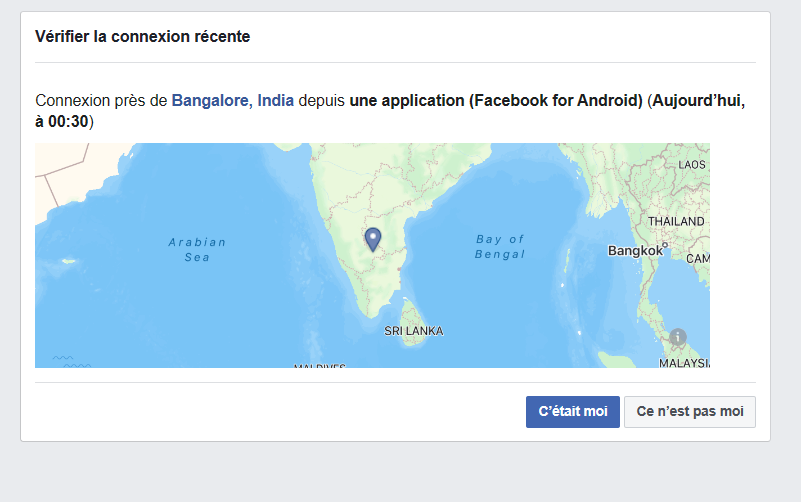 Vérifier la connexion récente
Connexion près de Bangalore, India depuis une application (Facebook for Android) (Aujourd’hui,
à 00:30)
LAOS
THAILAND
Arabian
Sea
Bay of
Bengal
Bangkok
CAM
SRI LANKA
MALDIVES
MALAYSI
C’était moi
Ce n’est pas moi